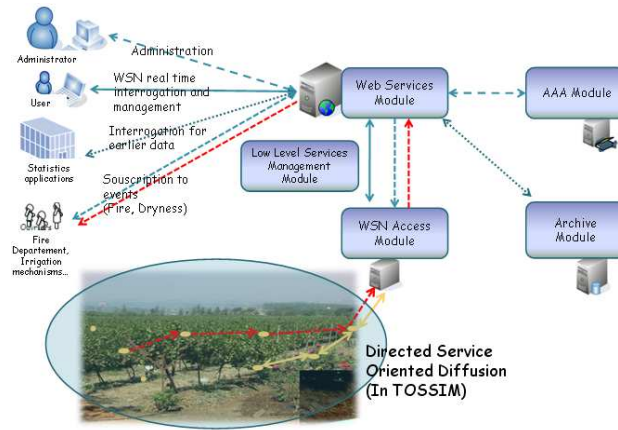 Administrator
Administration
User
WSN real time
interrogation and
management
Interrogation for
earlier data
Statistics
applications
Souscription to
events
(Fire, Dryness)
Fire
Departement,
Irrigation
mechanisms...
Web Services
Module
AAA Module
Low Level Services
Management
Module
WSN Access
Module
Archive
Module
Directed Service
Oriented Diffusion
(In TOSSIM)